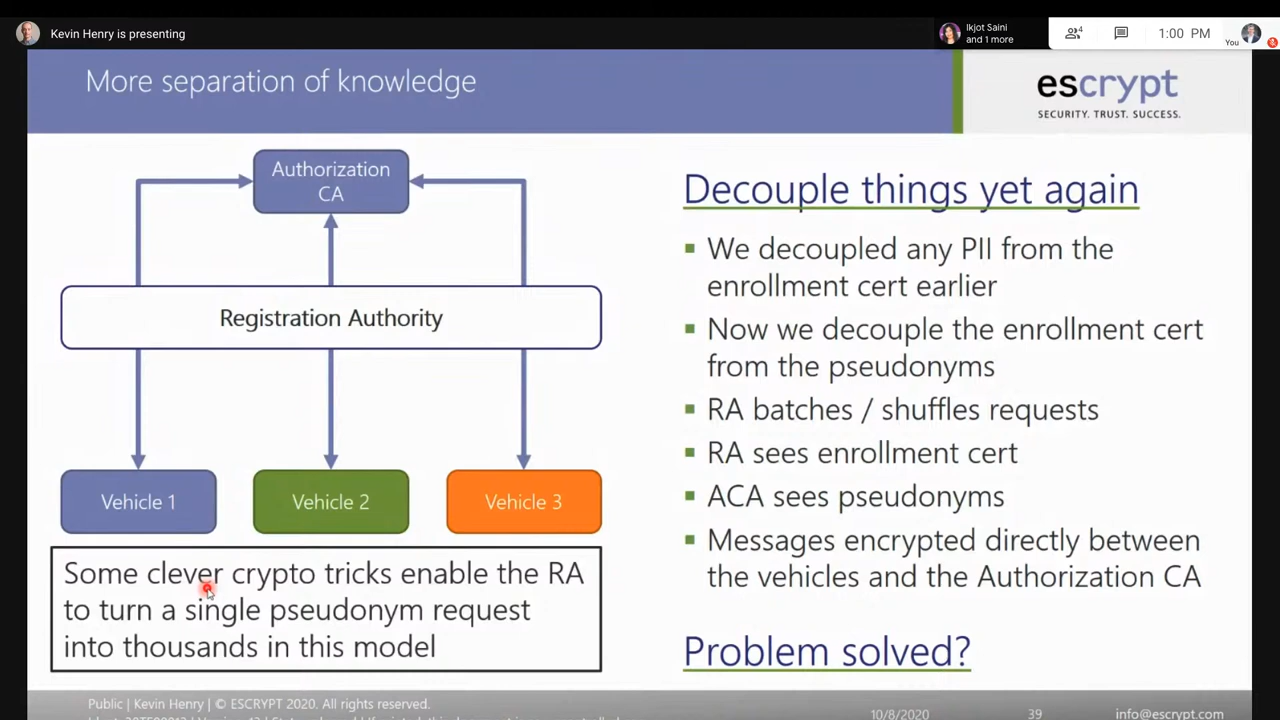 Kevin Henry is presenting
Ikjot Saini
and 1 more
4
1:00 PM
You
More separation of knowledge
escrypt
SECURITY. TRUST. SUCCESS.
Authorization
CA
Registration Authority
Vehicle 1
Vehicle 2
Vehicle 3
Some clever crypto tricks enable the RA
to turn a single pseudonym request
into thousands in this model
Decouple things yet again
▪ We decoupled any PII from the
enrollment cert earlier
▪ Now we decouple the enrollment cert
from the pseudonyms
▪ RA batches / shuffles requests
▪ RA sees enrollment cert
▪ ACA sees pseudonyms
▪ Messages encrypted directly between
the vehicles and the Authorization CA
Problem solved?
Public | Kevin Henry | © ESCRYPT 2020. All rights reserved.
10/8/2020
39
info@escrypt.com